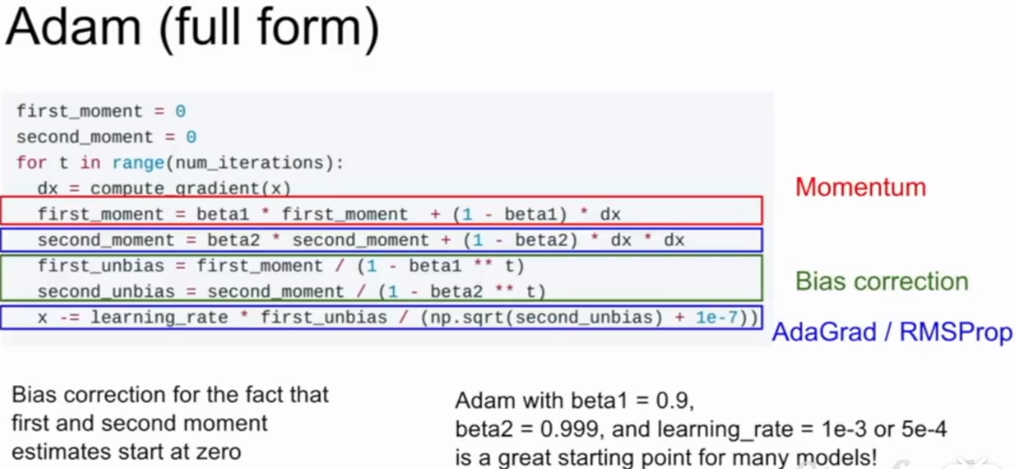 Adam (full form)
first_moment = 0
second_moment = 0
for t in range(num_iterations):
dx = compute_gradient(x)
first_moment = beta1 * first_moment + (1 - beta1) * dx
Momentum
second_moment = beta2 * second_moment + (1 - beta2) * dx * dx
first_unbias = first_moment / (1 - beta1 ** t)
second_unbias = second_moment / (1 - beta2 ** t)
Bias correction
x -= learning_rate * first_unbias / (np.sqrt(second_unbias) + 1e-7))
AdaGrad / RMSProp
Bias correction for the fact that
first and second moment
estimates start at zero
Adam with beta1 = 0.9,
beta2 = 0.999, and learning_rate = 1e-3 or 5e-4
is a great starting point for many models!